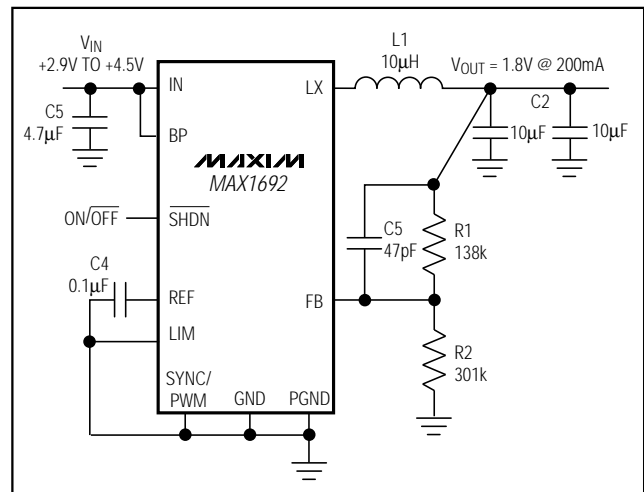 VIN
+2.9V TO +4.5V
C5
4.7µF
IN
BP
LX
L1
10µH
VOUT = 1.8V @ 200mA
C2
10µF
10µF
MAXIM
MAX1692
ON/OFF
SHDN
C4
0.1µF
REF
LIM
FB
C5
47pF
R1
138k
R2
301k
SYNC/
PWM
GND
PGND